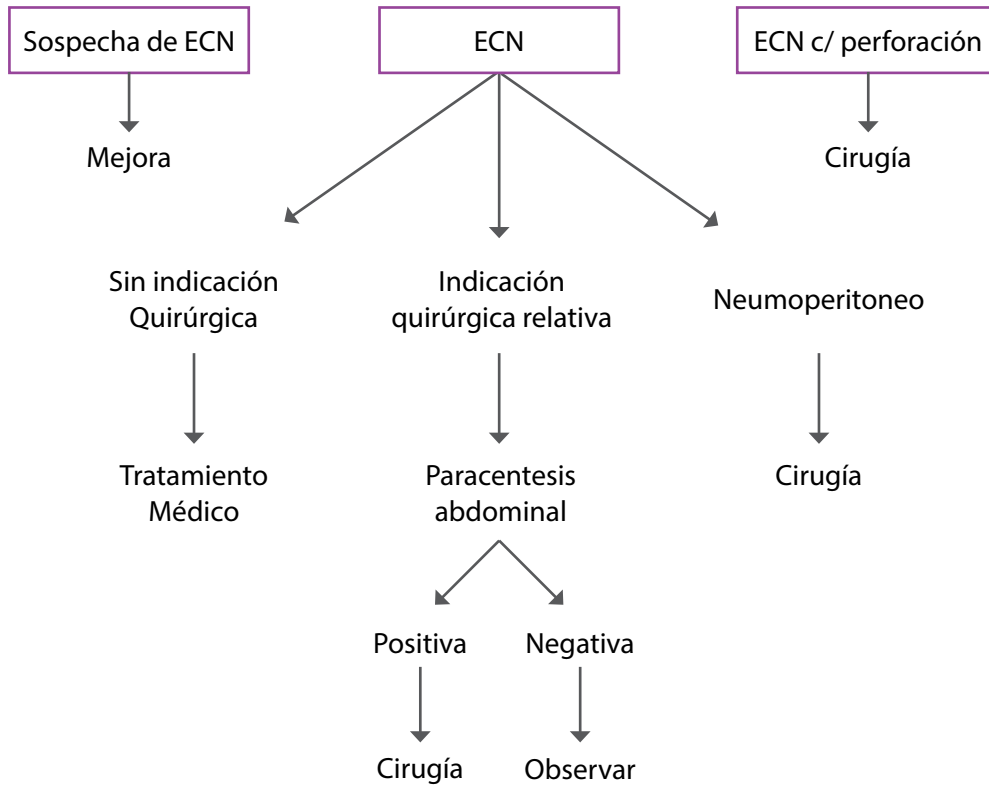 Sospecha de ECN
ECN
ECN c/ perforación
Mejora
Cirugía
Sin indicación
Quirúrgica
Indicación
quirúrgica relativa
Neumoperitoneo
Tratamiento
Médico
Paracentesis
abdominal
Cirugía
Positiva
Negativa
Cirugía
Observar